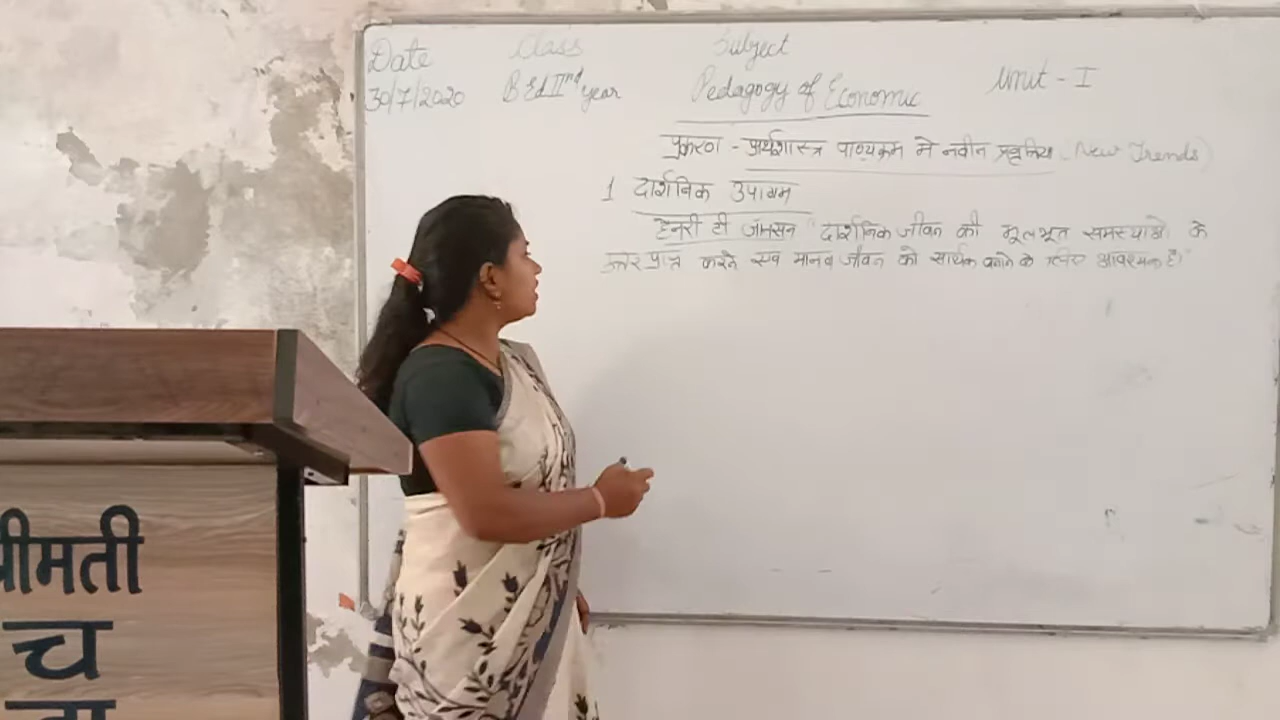 Date Class Subject
30/7/2020 B Ed IInd year Pedagogy of Economic Unit - I
प्रकरण - अर्थशास्त्र पाठ्यक्रम मे नवीन प्रवृत्तिया (New Trends)
1 दार्शनिक उपागम
हेनरी टी जॉमसन "दार्शनिक जीवन की मूलभूत समस्याओ के
उत्तर प्राप्त करने एवं मानव जीवन को सार्थक बनाने के लिए आवश्यक है।"
श्रीमती
च